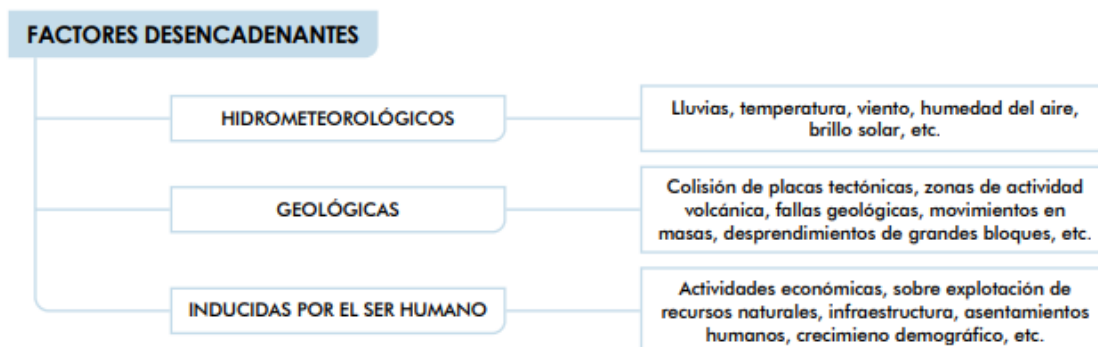 FACTORES DESENCADENANTES
HIDROMETEOROLÓGICOS
Lluvias, temperatura, viento, humedad del aire,
brillo solar, etc.
GEOLÓGICAS
Colisión de placas tectónicas, zonas de actividad
volcánica, fallas geológicas, movimientos en
masas, desprendimientos de grandes bloques, etc.
INDUCIDAS POR EL SER HUMANO
Actividades económicas, sobre explotación de
recursos naturales, infraestructura, asentamientos
humanos, crecimieno demográfico, etc.